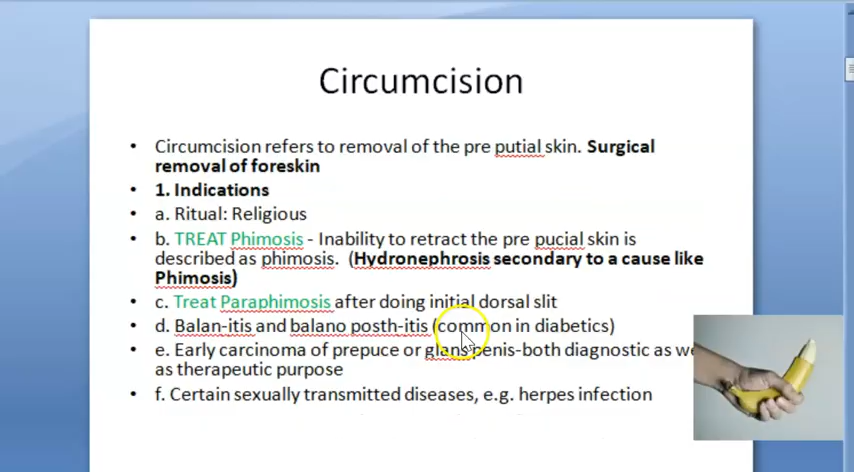 Circumcision
• Circumcision refers to removal of the pre putial skin. Surgical
removal of foreskin
• 1. Indications
• a. Ritual: Religious
• b. TREAT Phimosis - Inability to retract the pre pucial skin is
described as phimosis. (Hydronephrosis secondary to a cause like
Phimosis)
• c. Treat Paraphimosis after doing initial dorsal slit
• d. Balan-itis and balano posth-itis (common in diabetics)
• e. Early carcinoma of prepuce or glans penis-both diagnostic as
as therapeutic purpose
• f. Certain sexually transmitted diseases, e.g. herpes infection